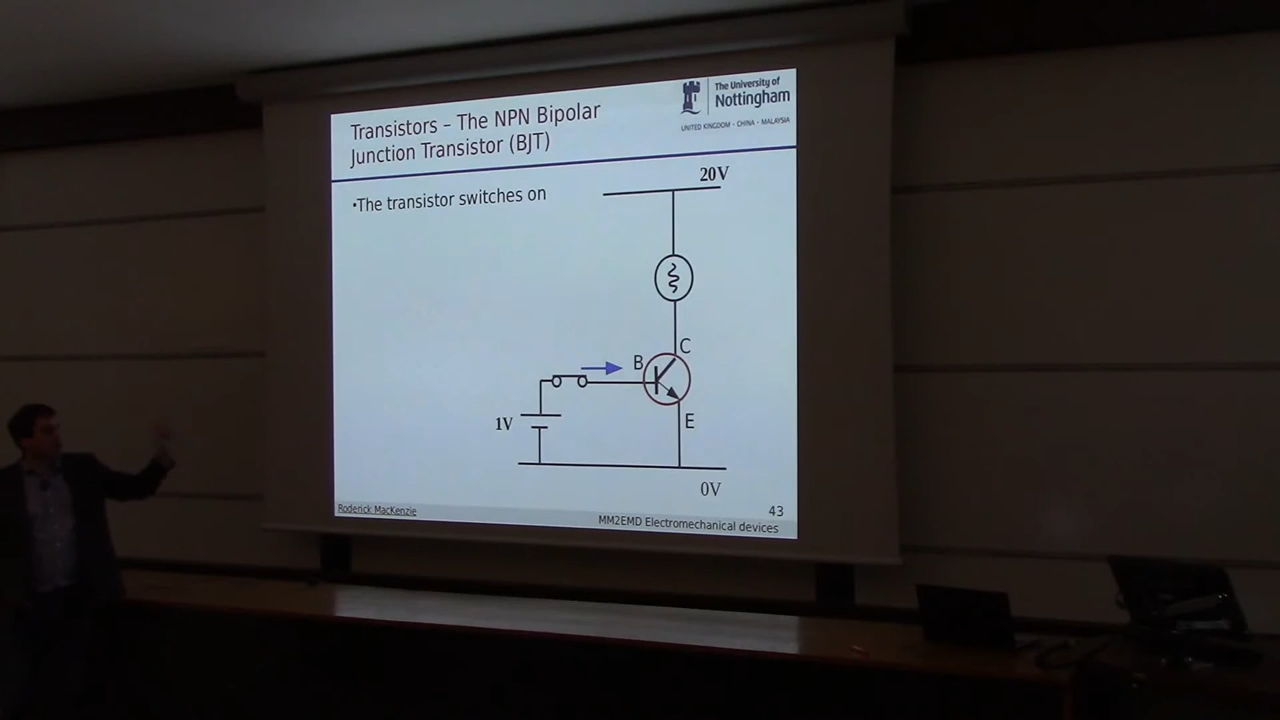 Transistors – The NPN Bipolar
Junction Transistor (BJT)
The University of
Nottingham
UNITED KINGDOM · CHINA · MALAYSIA
•The transistor switches on
20V
C
B
1V
E
0V
Roderick MacKenzie
MM2EMD Electromechanical devices
43